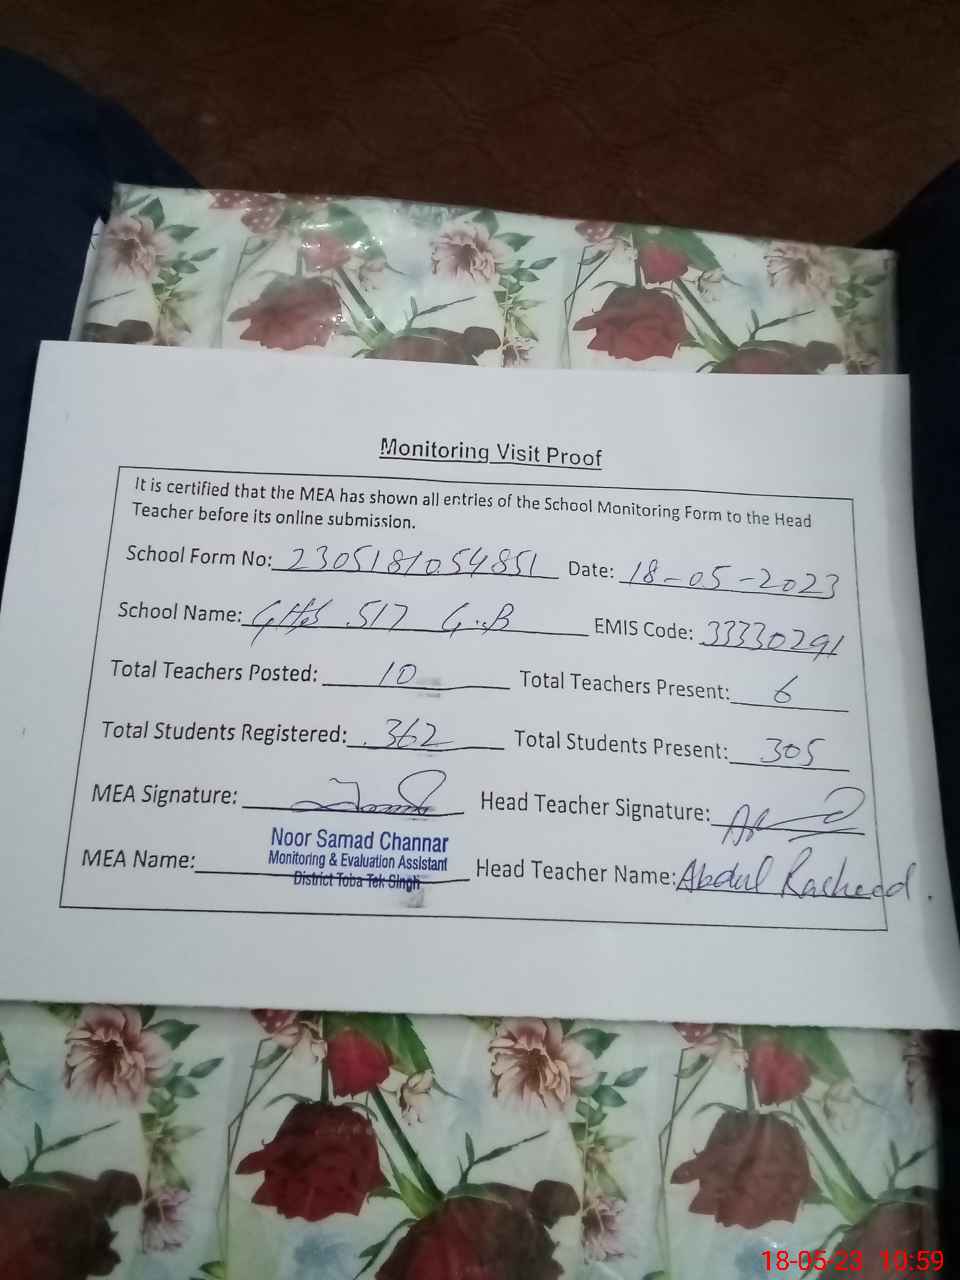 Monitoring Visit Proof
It is certified that the MEA has shown all entries of the School Monitoring Form to the Head
Teacher before its online submission.
School Form No: 2305181054851 Date: 18-05-2023
School Name: 517 G.B EMIS Code: 33330291
Total Teachers Posted: 10 Total Teachers Present: 6
Total Students Registered: 362 Total Students Present: 305
MEA Signature: Head Teacher Signature:
Noor Samad Channar
Monitoring & Evaluation Assistant
District Toba Tek Singh
MEA Name: Head Teacher Name: Abdul Rasheed.
18-05-23 10:59